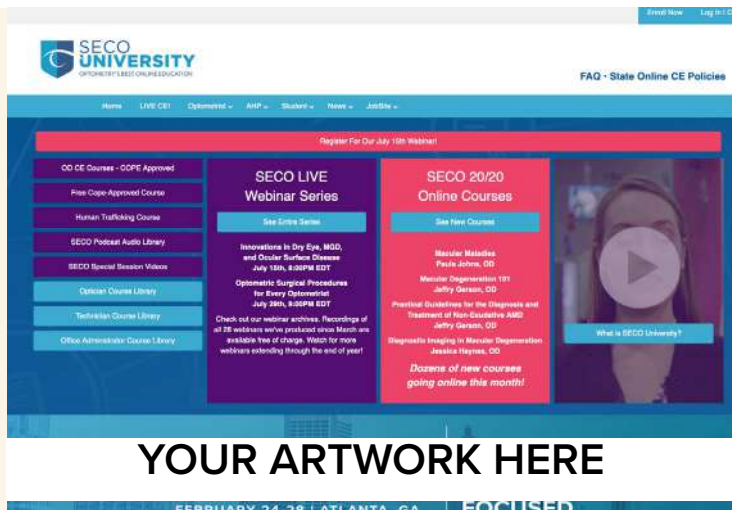 Enroll Now Log In | C
SECO
UNIVERSITY
OPTOMETRY'S BEST ONLINE EDUCATION
FAQ - State Online CE Policies
Home LIVE CE! Optometrist AHP Student News JobSite
Register For Our July 15th Webinar!
OD CE Courses - COPE Approved
Free Cope-Approved Course
Human Trafficking Course
SECO Podcast Audio Library
SECO Special Session Videos
Optician Course Library
Technician Course Library
Office Administrator Course Library
SECO LIVE
Webinar Series
See Entire Series
Innovations in Dry Eye, MGD,
and Ocular Surface Disease
July 15th, 8:00PM EDT
Optometric Surgical Procedures
for Every Optometrist
July 29th, 8:00PM EDT
Check out our webinar archives. Recordings of
all 28 webinars we've produced since March are
available free of charge. Watch for more
webinars extending through the end of year!
SECO 20/20
Online Courses
See New Courses
Macular Maladies
Paula Johns, OD
Macular Degeneration 101
Jeffry Gerson, OD
Practical Guidelines for the Diagnosis and
Treatment of Non-Exudative AMD
Jeffry Gerson, OD
Diagnostic Imaging in Macular Degeneration
Jessica Haynes, OD
Dozens of new courses
going online this month!
What is SECO University?
YOUR ARTWORK HERE
FEBRUARY 24-28 | ATLANTA, GA
FOCUSED